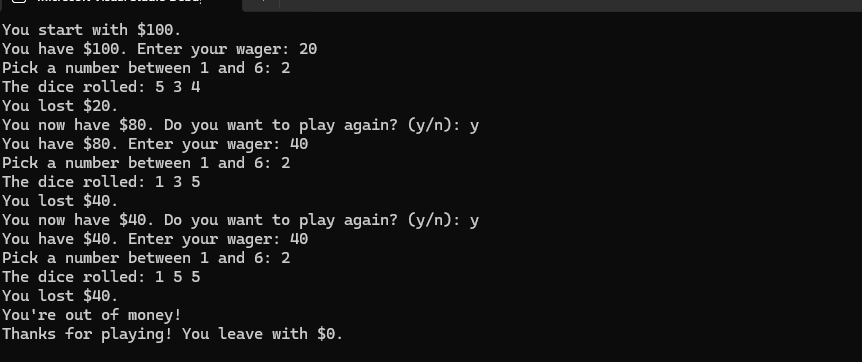 You start with $100.
You have $100. Enter your wager: 20
Pick a number between 1 and 6: 2
The dice rolled: 5 3 4
You lost $20.
You now have $80. Do you want to play again? (y/n): y
You have $80. Enter your wager: 40
Pick a number between 1 and 6: 2
The dice rolled: 1 3 5
You lost $40.
You now have $40. Do you want to play again? (y/n): y
You have $40. Enter your wager: 40
Pick a number between 1 and 6: 2
The dice rolled: 1 5 5
You lost $40.
You're out of money!
Thanks for playing! You leave with $0.